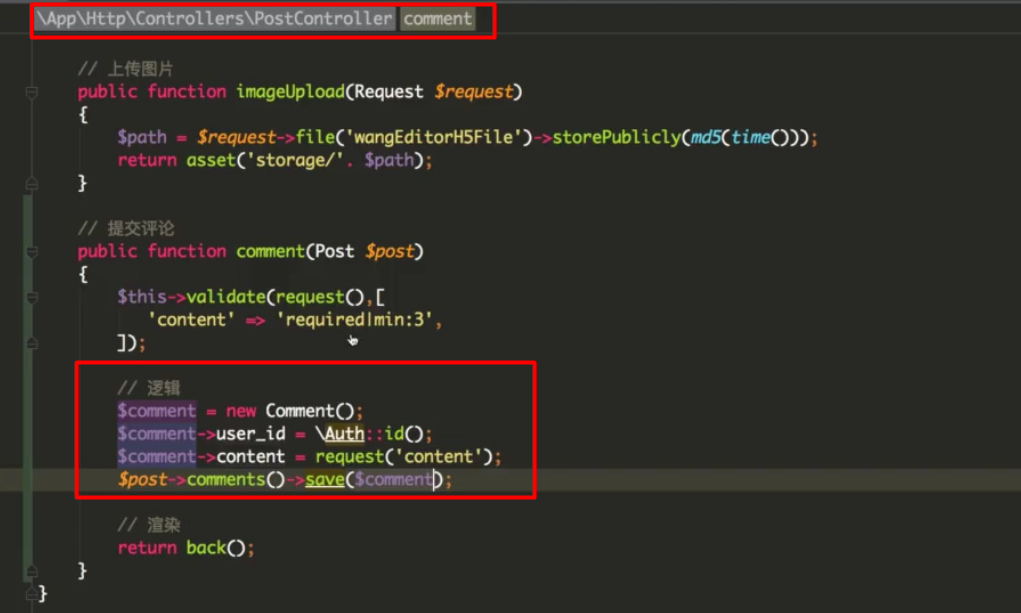 \App\Http\Controllers\PostController comment
// 上传图片
public function imageUpload(Request $request)
{
$path = $request->file('wangEditorH5File')->storePublicly(md5(time()));
return asset('storage/'. $path);
}
// 提交评论
public function comment(Post $post)
{
$this->validate(request(),[
'content' => 'required|min:3',
]);
// 逻辑
$comment = new Comment();
$comment->user_id = \Auth::id();
$comment->content = request('content');
$post->comments()->save($comment);
// 渲染
return back();
}
}